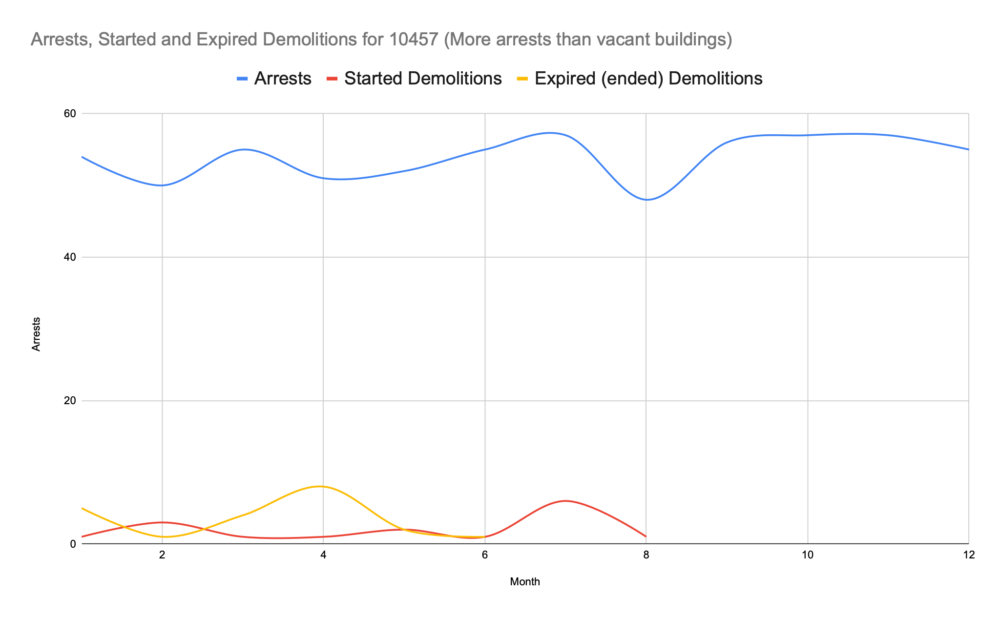 Arrests, Started and Expired Demolitions for 10457 (More arrests than vacant buildings)
Arrests Started Demolitions Expired (ended) Demolitions
60
40
20
0
Arrests
2 4 6 8 10 12
Month